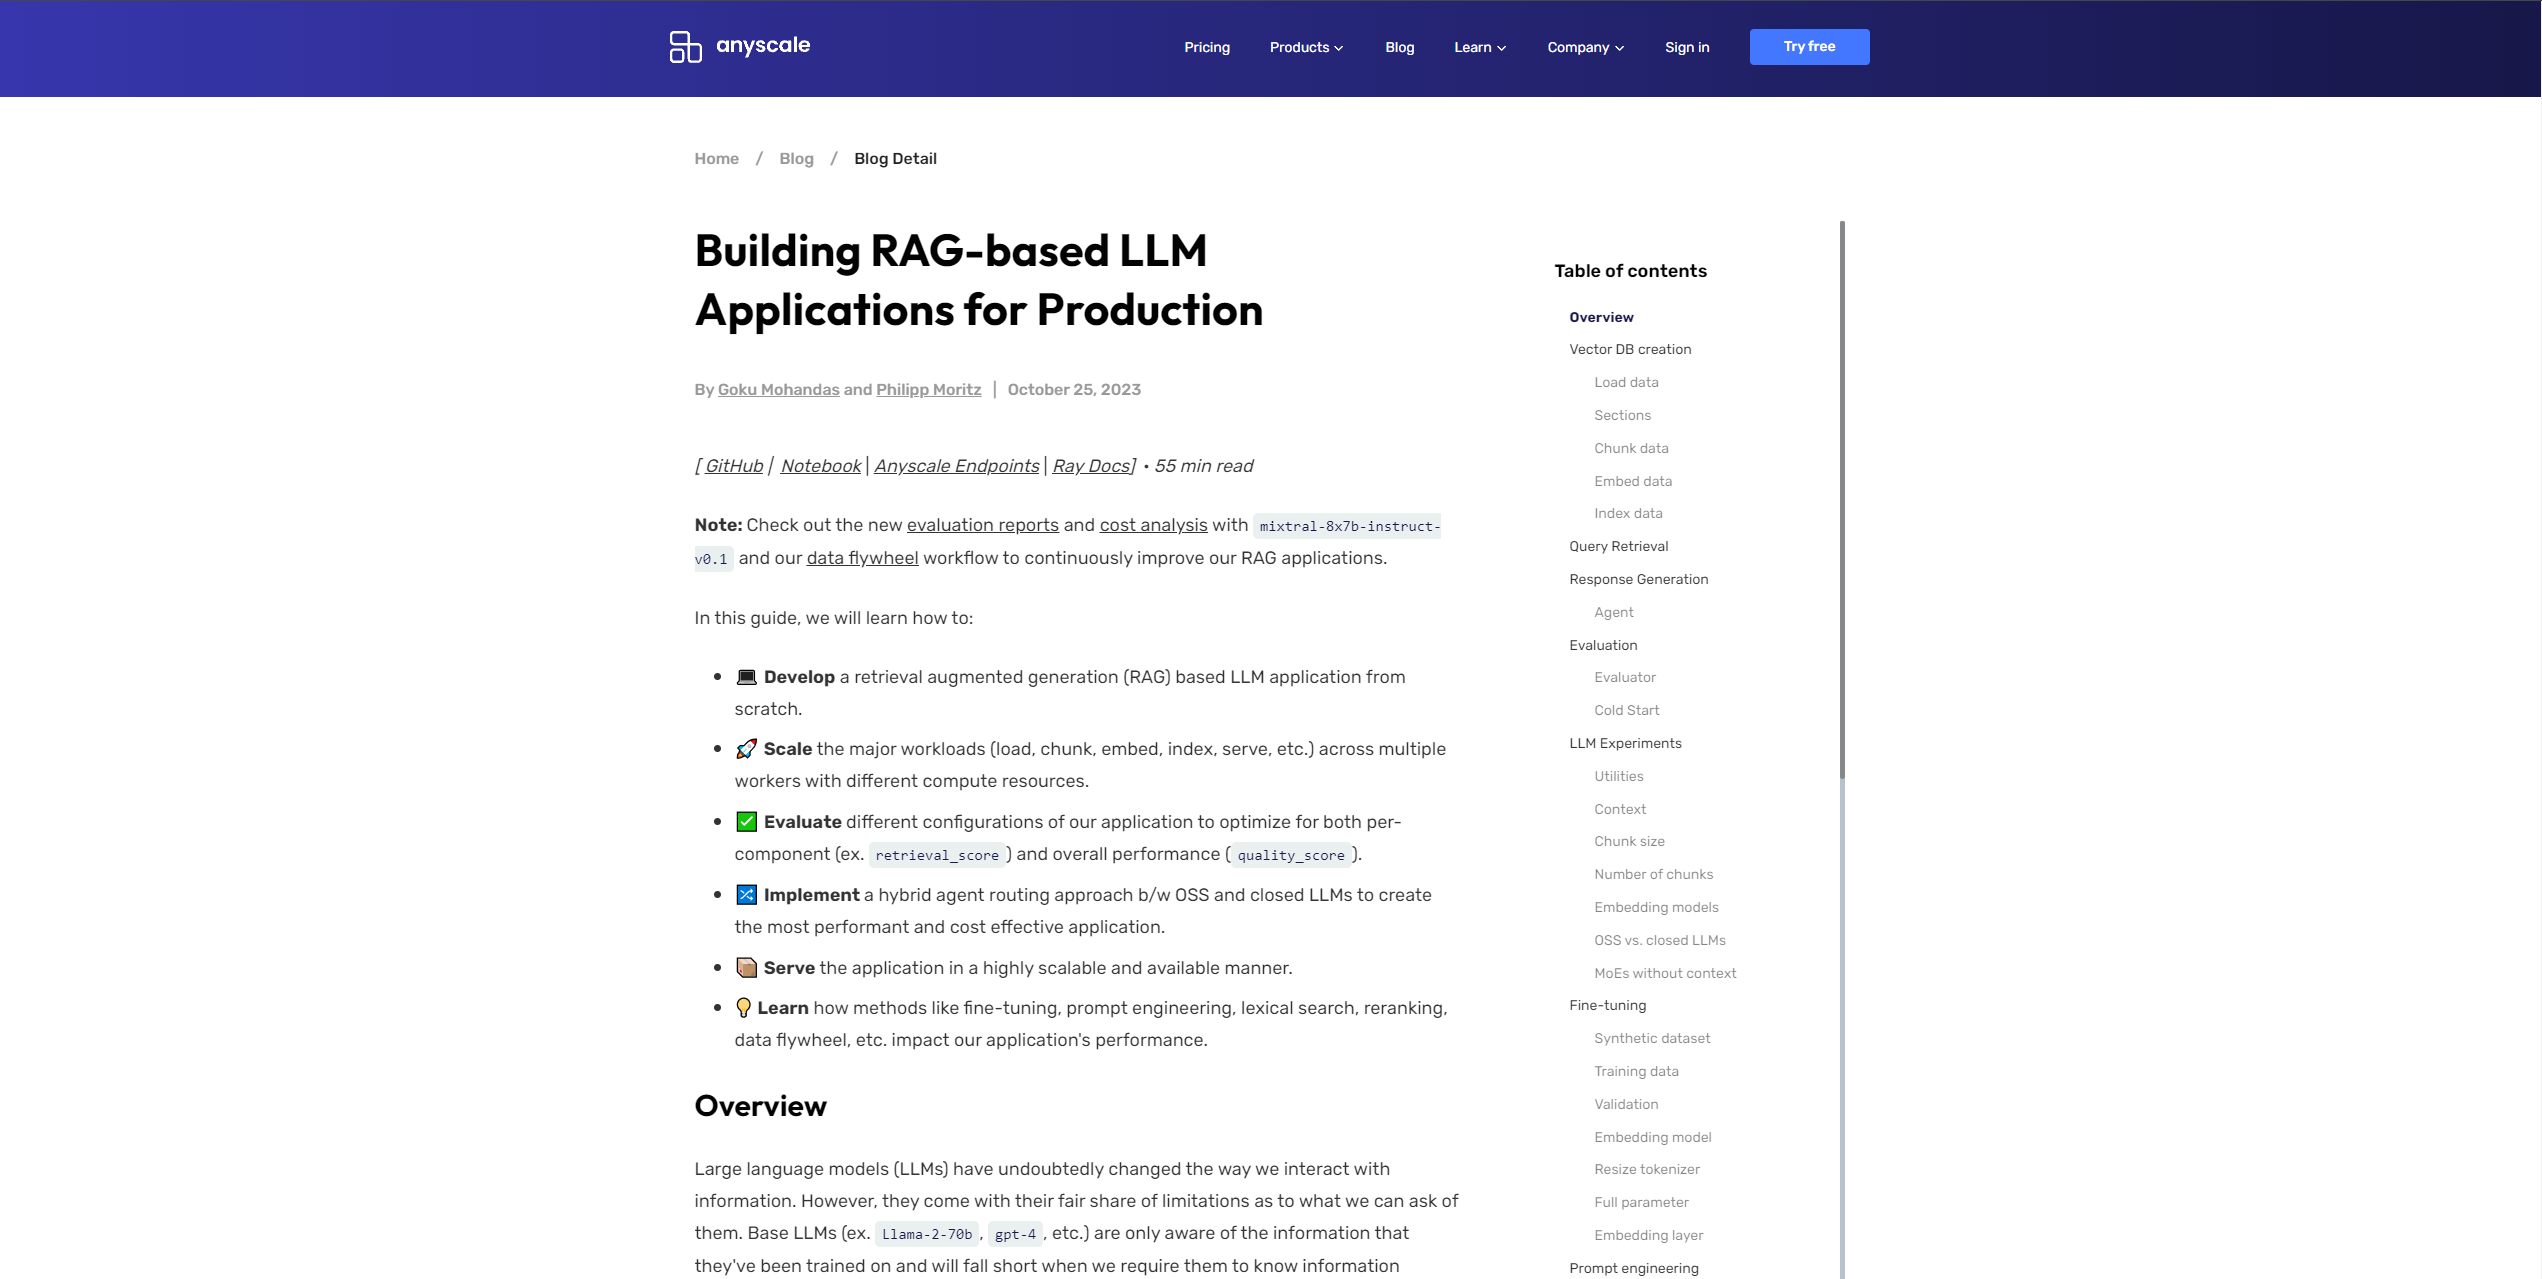 anyscale
Pricing
Products
Blog
Learn
Company
Sign in
Try free
Home / Blog / Blog Detail
Building RAG-based LLM
Applications for Production
By Goku Mohandas and Philipp Moritz | October 25, 2023
[ GitHub | Notebook | Anyscale Endpoints | Ray Docs] · 55 min read
Note: Check out the new evaluation reports and cost analysis with mixtral-8x7b-instruct-
v0.1 and our data flywheel workflow to continuously improve our RAG applications.
In this guide, we will learn how to:
• 💻 Develop a retrieval augmented generation (RAG) based LLM application from
scratch.
• 🚀 Scale the major workloads (load, chunk, embed, index, serve, etc.) across multiple
workers with different compute resources.
• ✅ Evaluate different configurations of our application to optimize for both per-
component (ex. retrieval_score) and overall performance (quality_score).
• 🔀 Implement a hybrid agent routing approach b/w OSS and closed LLMs to create
the most performant and cost effective application.
• 📦 Serve the application in a highly scalable and available manner.
• 💡 Learn how methods like fine-tuning, prompt engineering, lexical search, reranking,
data flywheel, etc. impact our application's performance.
Overview
Large language models (LLMs) have undoubtedly changed the way we interact with
information. However, they come with their fair share of limitations as to what we can ask of
them. Base LLMs (ex. Llama-2-70b, gpt-4, etc.) are only aware of the information that
they've been trained on and will fall short when we require them to know information
Table of contents
Overview
Vector DB creation
Load data
Sections
Chunk data
Embed data
Index data
Query Retrieval
Response Generation
Agent
Evaluation
Evaluator
Cold Start
LLM Experiments
Utilities
Context
Chunk size
Number of chunks
Embedding models
OSS vs. closed LLMs
MoEs without context
Fine-tuning
Synthetic dataset
Training data
Validation
Embedding model
Resize tokenizer
Full parameter
Embedding layer
Prompt engineering